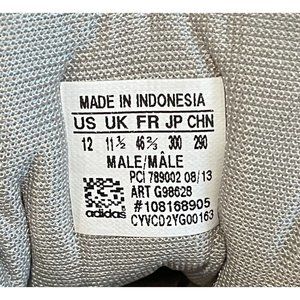 MADE IN INDONESIA
US UK FR JP CHN
12 11½ 46⅔ 300 290
MALE/MÂLE
PCI 789002 08/13
ART G98628
#108168905
CYVCD2YG00163
adidas